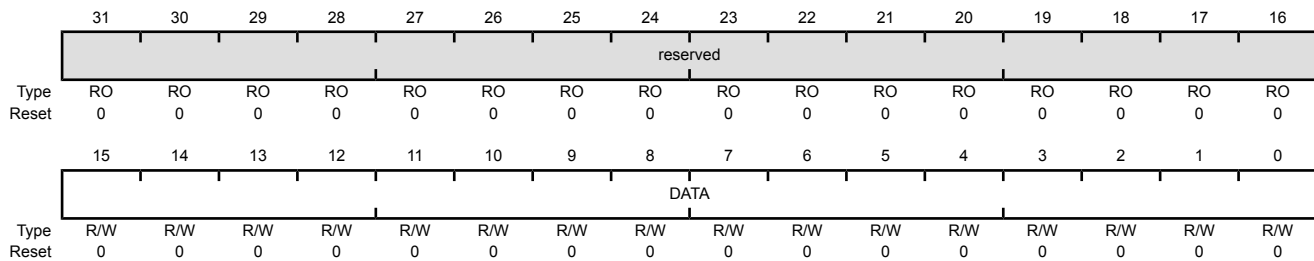 31 30 29 28 27 26 25 24 23 22 21 20 19 18 17 16
reserved
Type RO RO RO RO RO RO RO RO RO RO RO RO RO RO RO RO
Reset 0 0 0 0 0 0 0 0 0 0 0 0 0 0 0 0
15 14 13 12 11 10 9 8 7 6 5 4 3 2 1 0
DATA
Type R/W R/W R/W R/W R/W R/W R/W R/W R/W R/W R/W R/W R/W R/W R/W R/W
Reset 0 0 0 0 0 0 0 0 0 0 0 0 0 0 0 0